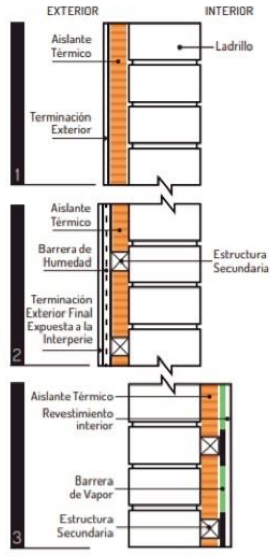 EXTERIOR
INTERIOR
Aislante
Térmico
Ladrillo
Terminación
Exterior
1
Aislante
Térmico
Barrera de
Humedad
Estructura
Secundaria
Terminación
Exterior Final
Expuesta a la
Interperie
2
Aislante Térmico
Revestimiento
interior
Barrera
de Vapor
Estructura
Secundaria
3